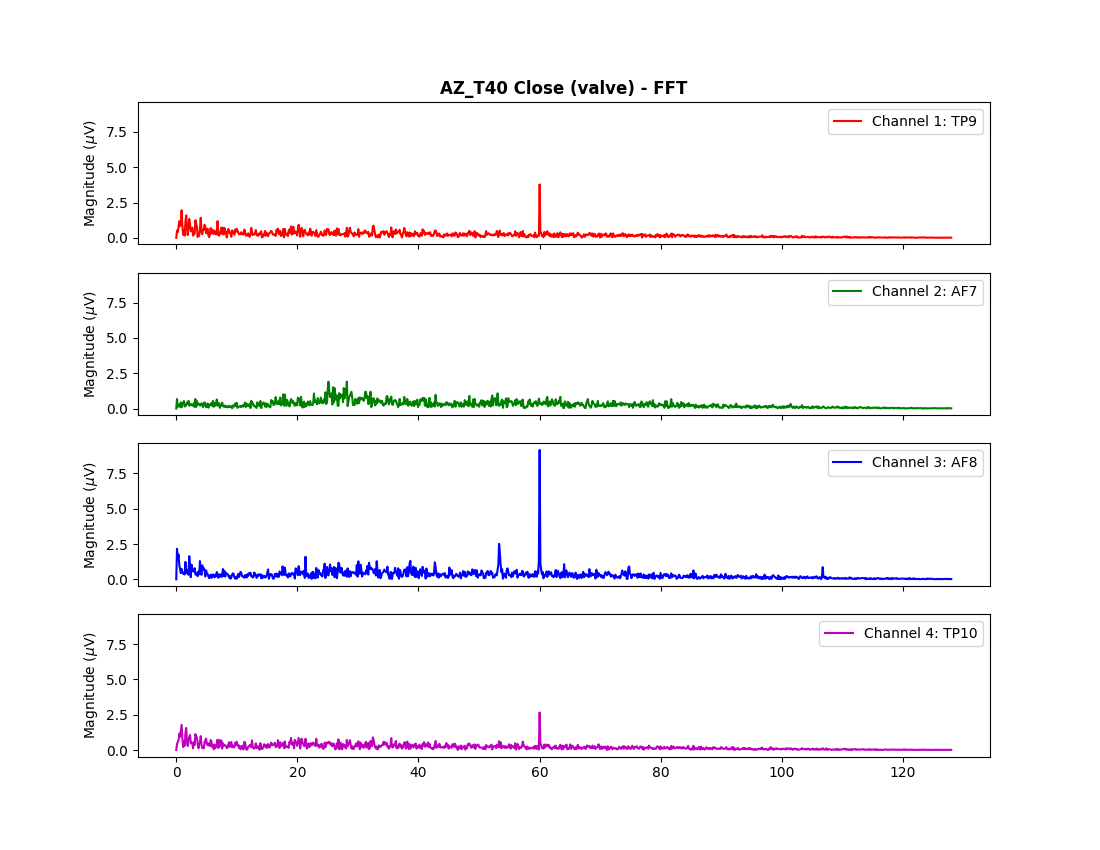 AZ_T40 Close (valve) - FFT
Magnitude (μV)
7.5
5.0
2.5
0.0
Channel 1: TP9
Magnitude (μV)
7.5
5.0
2.5
0.0
Channel 2: AF7
Magnitude (μV)
7.5
5.0
2.5
0.0
Channel 3: AF8
Magnitude (μV)
7.5
5.0
2.5
0.0
Channel 4: TP10
0 20 40 60 80 100 120